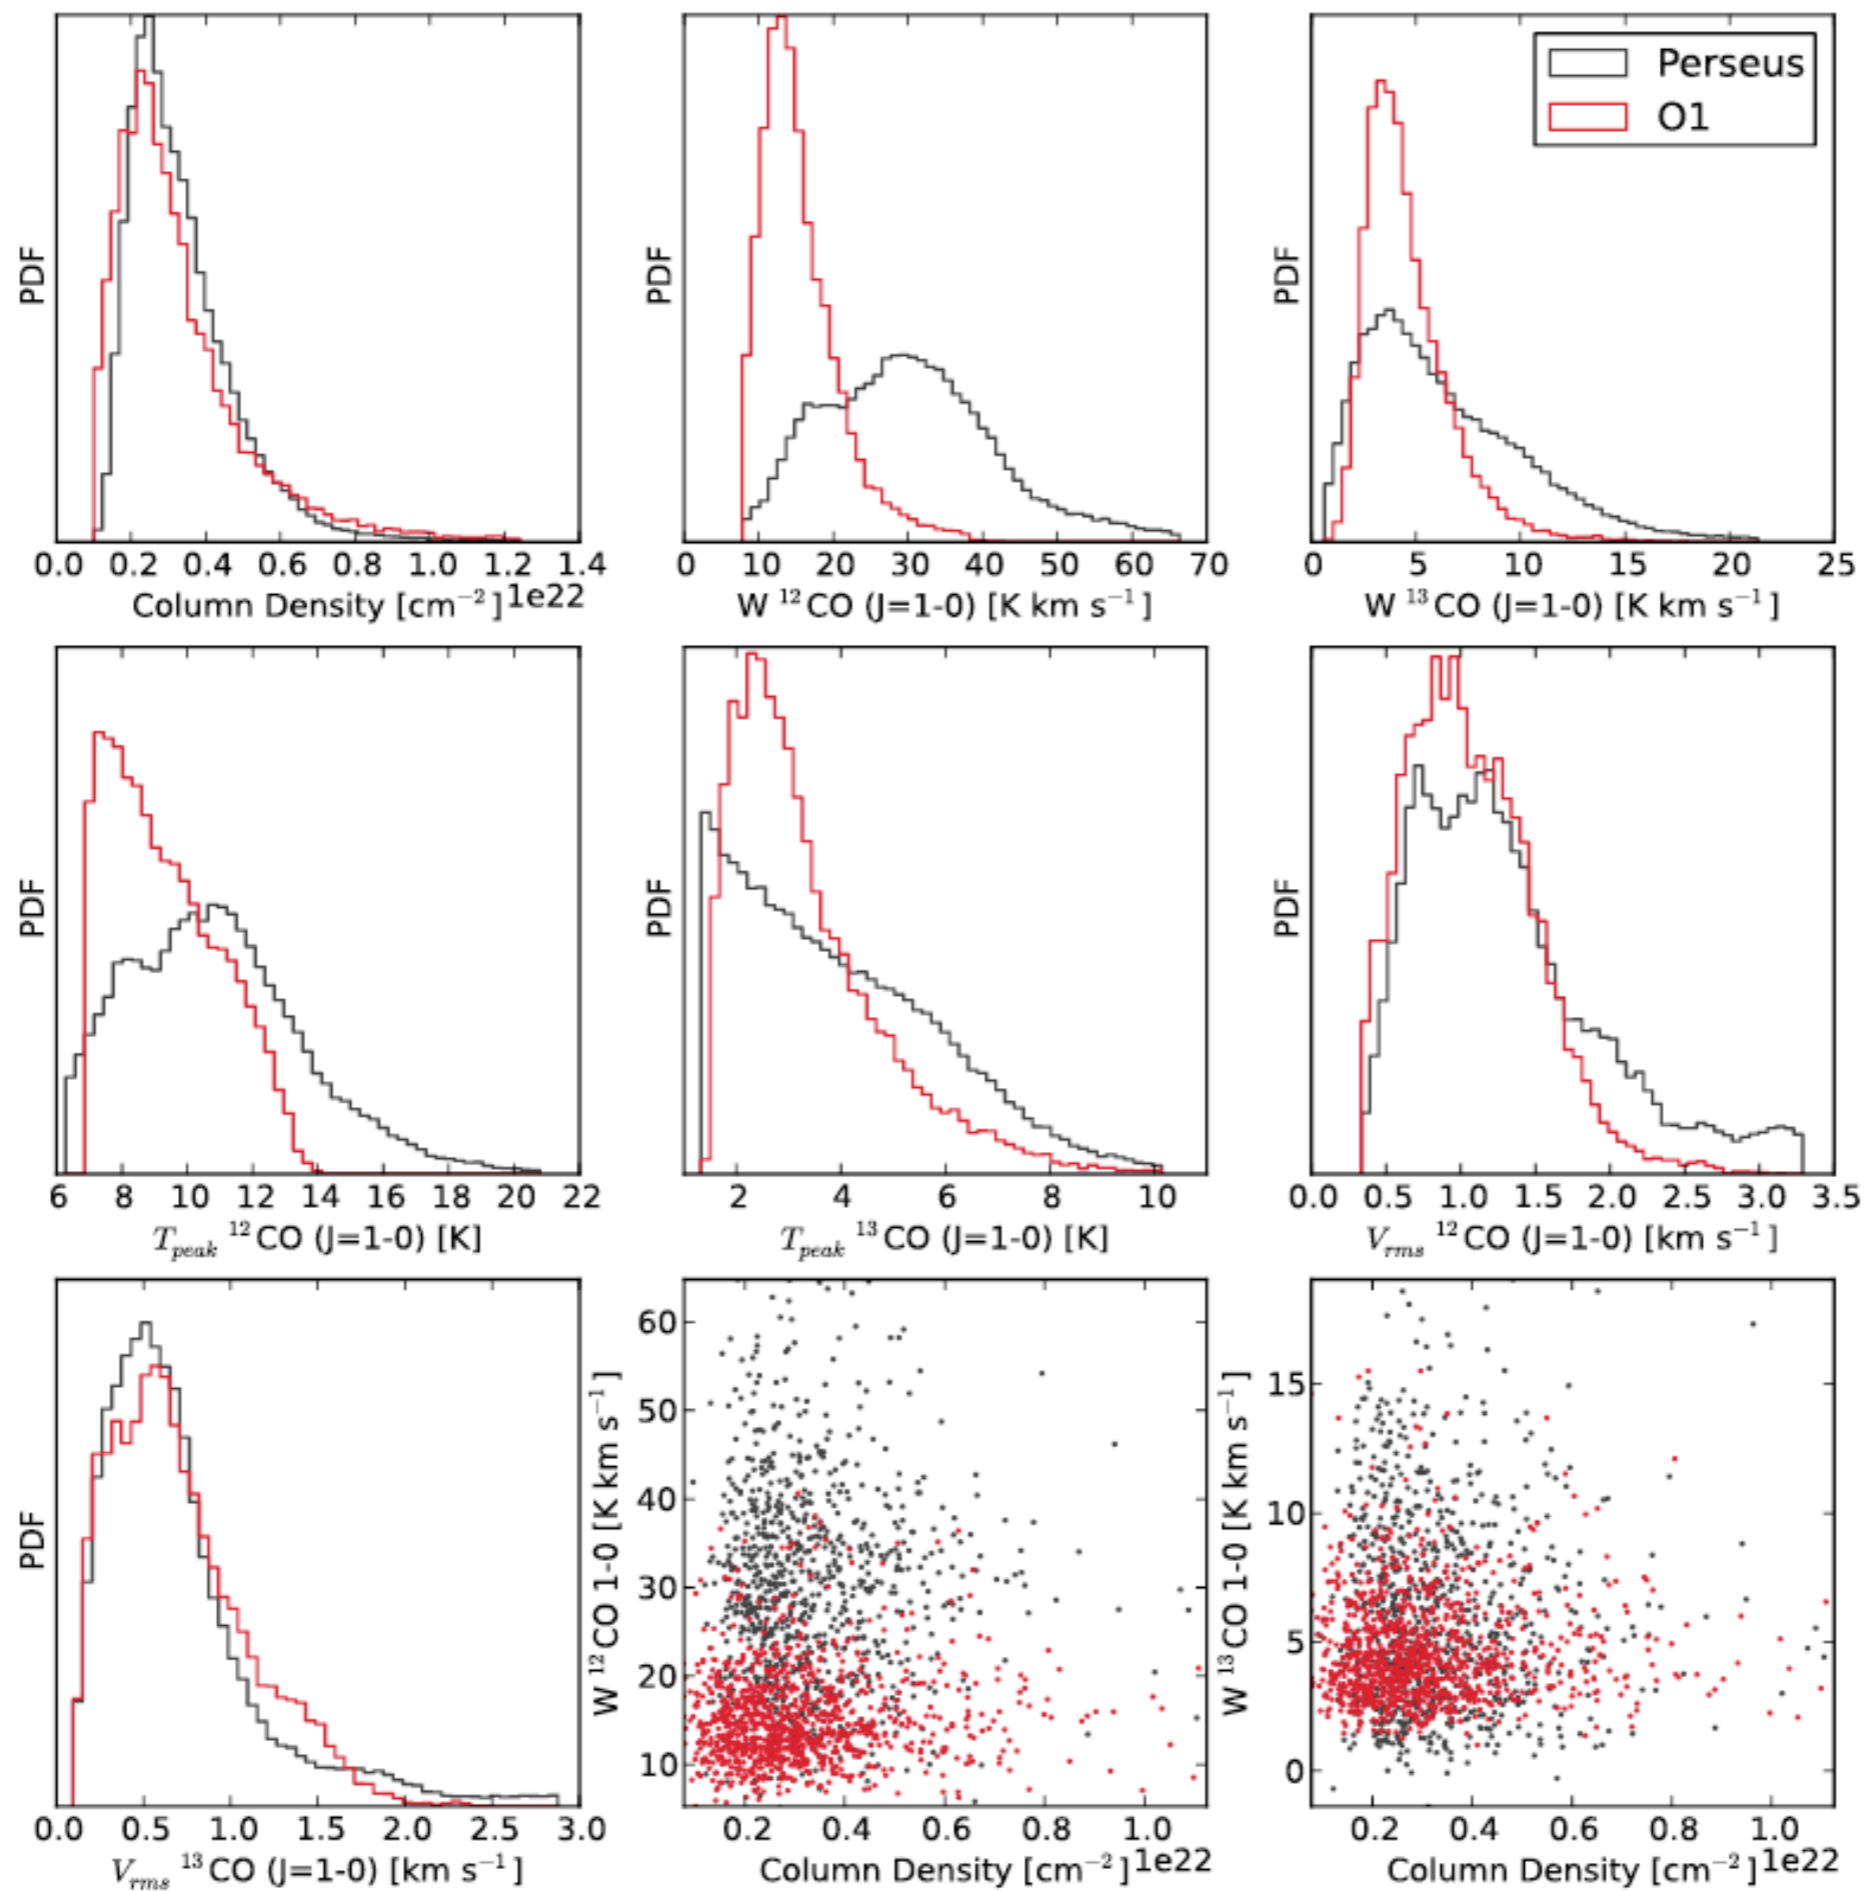 PDF
0.0 0.2 0.4 0.6 0.8 1.0 1.2 1.4
Column Density [cm⁻²] 1e22
PDF
0 10 20 30 40 50 60 70
W ¹²CO (J=1-0) [K km s⁻¹]
Perseus
O1
PDF
0 5 10 15 20 25
W ¹³CO (J=1-0) [K km s⁻¹]
PDF
6 8 10 12 14 16 18 20 22
T_peak ¹²CO (J=1-0) [K]
PDF
2 4 6 8 10
T_peak ¹³CO (J=1-0) [K]
PDF
0.0 0.5 1.0 1.5 2.0 2.5 3.0 3.5
V_rms ¹²CO (J=1-0) [km s⁻¹]
PDF
0.0 0.5 1.0 1.5 2.0 2.5 3.0
V_rms ¹³CO (J=1-0) [km s⁻¹]
W ¹²CO 1-0 [K km s⁻¹]
60
50
40
30
20
10
0.2 0.4 0.6 0.8 1.0
Column Density [cm⁻²] 1e22
W ¹³CO 1-0 [K km s⁻¹]
15
10
5
0
0.2 0.4 0.6 0.8 1.0
Column Density [cm⁻²] 1e22